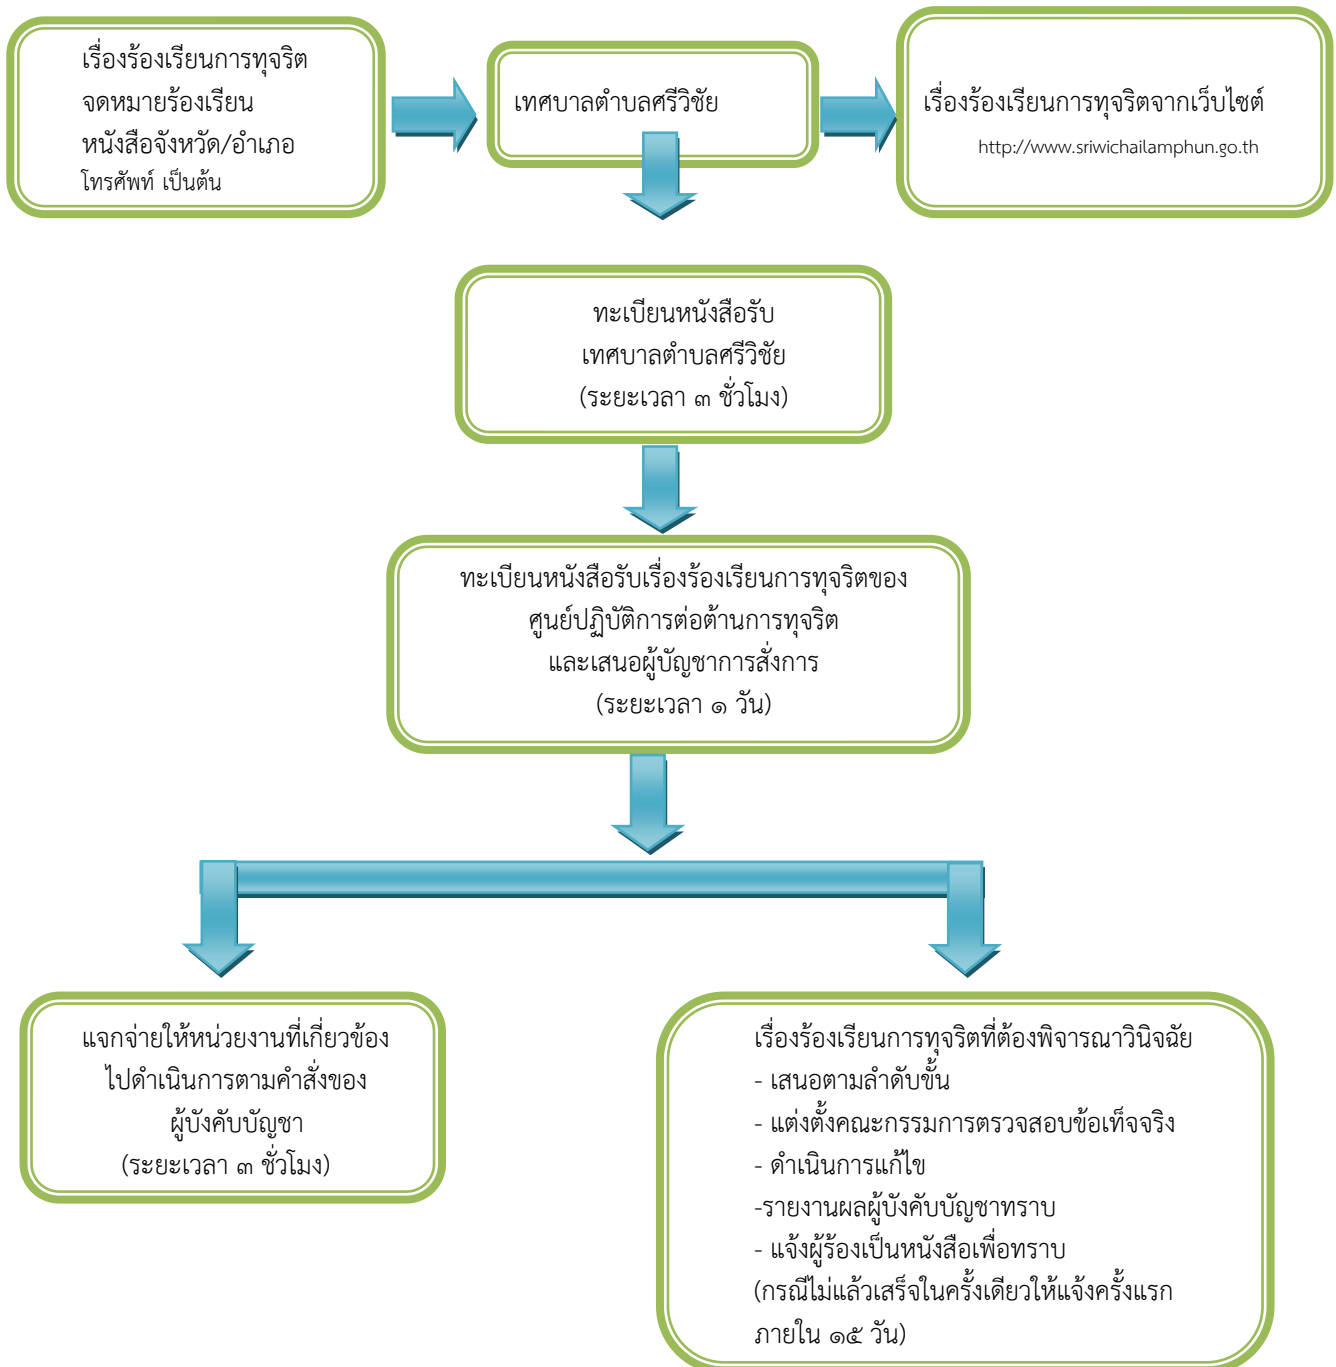 เรื่องร้องเรียนการทุจริต
จดหมายร้องเรียน
หนังสือจังหวัด/อำเภอ
โทรศัพท์ เป็นต้น
เทศบาลตำบลศรีวิชัย
เรื่องร้องเรียนการทุจริตจากเว็บไซต์
http://www.sriwichailamphun.go.th
ทะเบียนหนังสือรับ
เทศบาลตำบลศรีวิชัย
(ระยะเวลา ๓ ชั่วโมง)
ทะเบียนหนังสือรับเรื่องร้องเรียนการทุจริตของ
ศูนย์ปฏิบัติการต่อต้านการทุจริต
และเสนอผู้บัญชาการสั่งการ
(ระยะเวลา ๑ วัน)
แจกจ่ายให้หน่วยงานที่เกี่ยวข้อง
ไปดำเนินการตามคำสั่งของ
ผู้บังคับบัญชา
(ระยะเวลา ๓ ชั่วโมง)
เรื่องร้องเรียนการทุจริตที่ต้องพิจารณาวินิจฉัย
- เสนอตามลำดับขั้น
- แต่งตั้งคณะกรรมการตรวจสอบข้อเท็จจริง
- ดำเนินการแก้ไข
-รายงานผลผู้บังคับบัญชาทราบ
- แจ้งผู้ร้องเป็นหนังสือเพื่อทราบ
(กรณีไม่แล้วเสร็จในครั้งเดียวให้แจ้งครั้งแรก
ภายใน ๑๕ วัน)